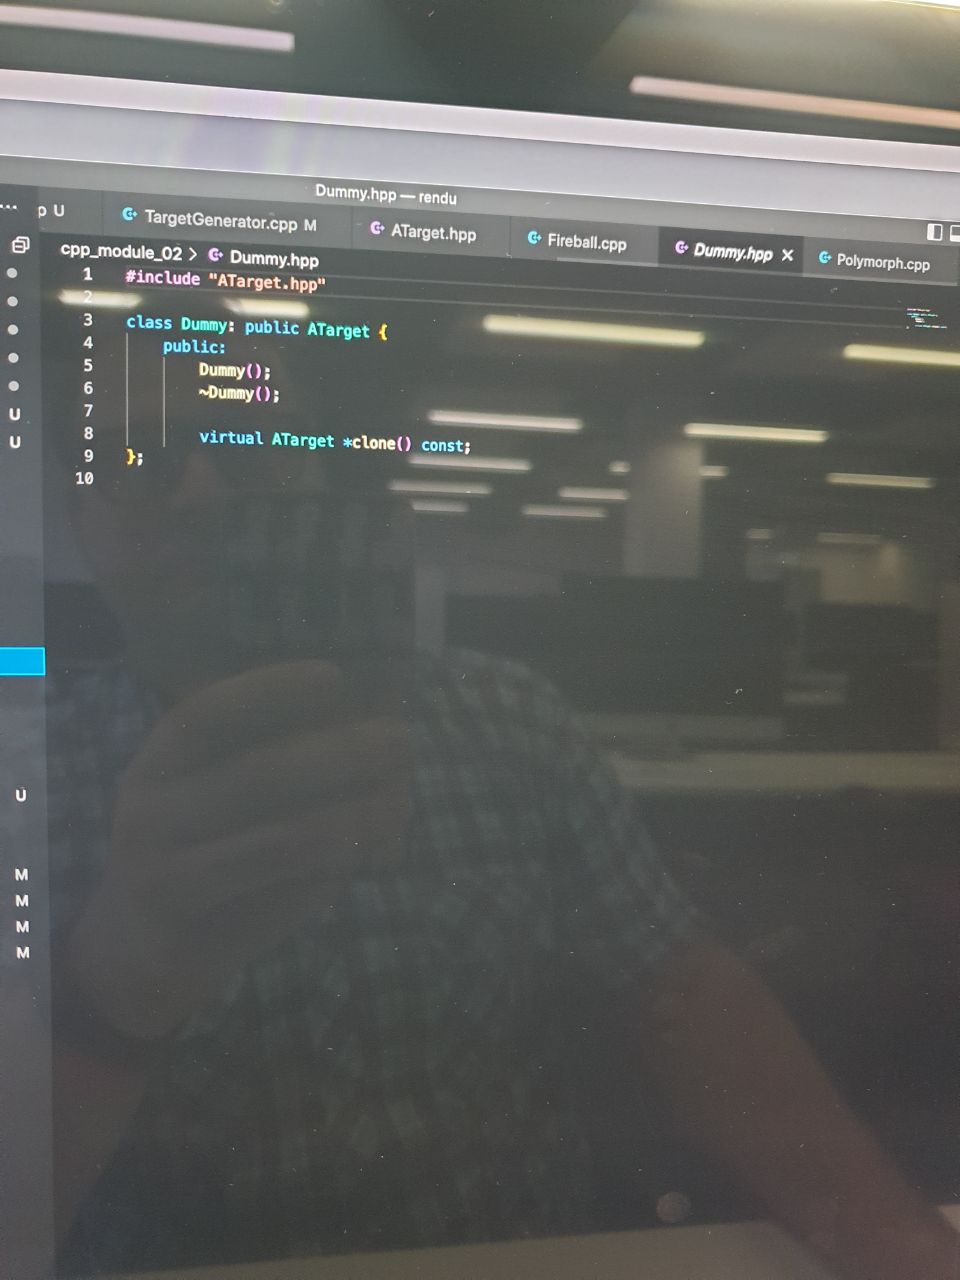 Dummy.hpp — rendu
... p U
TargetGenerator.cpp M
ATarget.hpp
Fireball.cpp
Dummy.hpp ×
Polymorph.cpp
cpp_module_02 > Dummy.hpp
1 #include "ATarget.hpp"
2
3 class Dummy: public ATarget {
4 public:
5 Dummy();
6 ~Dummy();
7
8 virtual ATarget *clone() const;
9 };
10
U
U
U
M
M
M
M